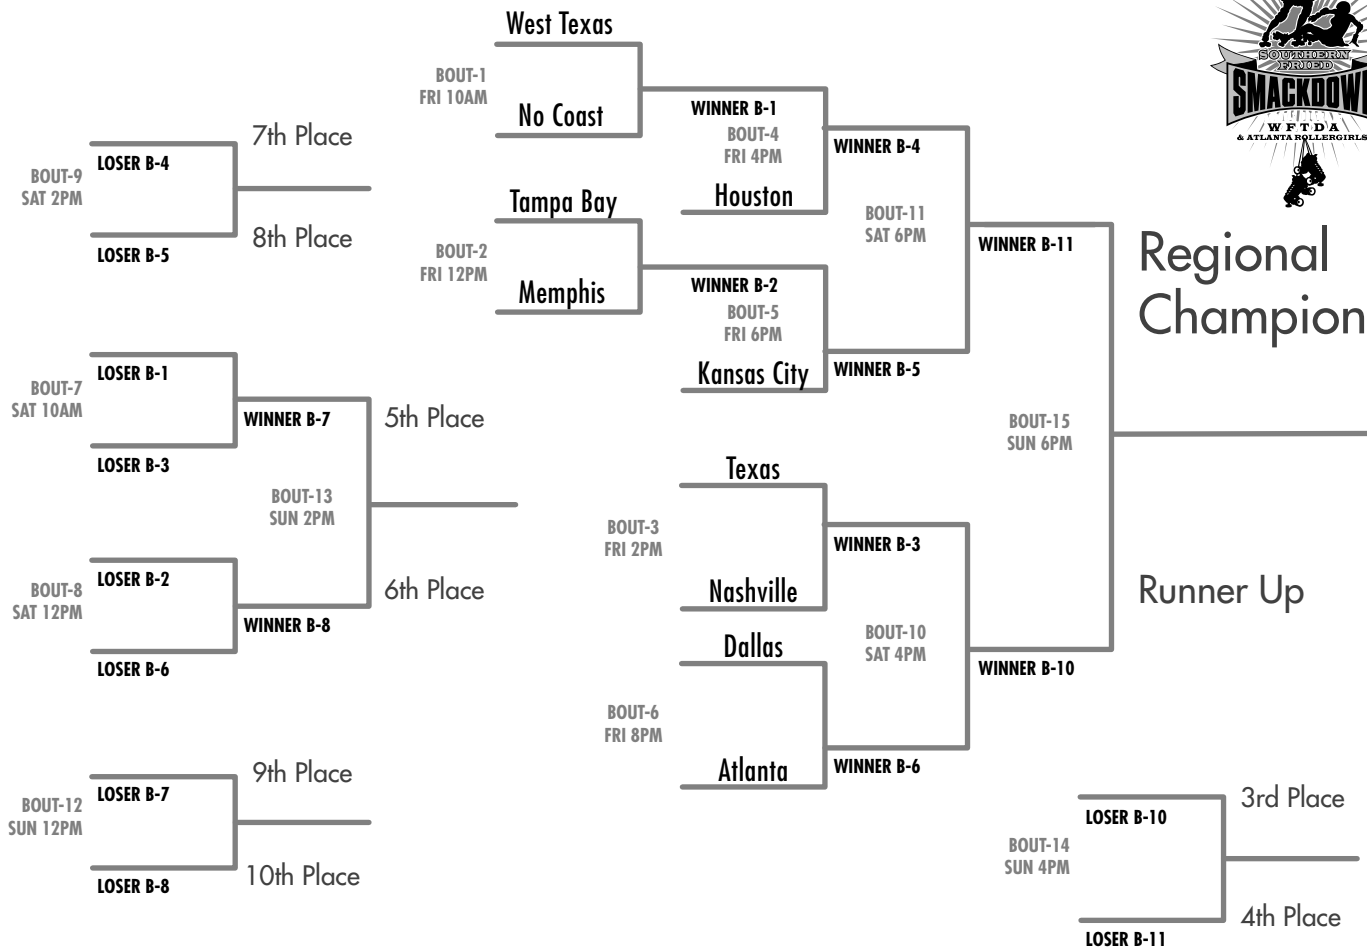 SOUTHERN
FRIED
SMACKDOW
WFTDA
& ATLANTA ROLLERGIRLS
West Texas
BOUT-1
FRI 10AM
No Coast
WINNER B-1
BOUT-4
FRI 4PM
Houston
WINNER B-4
Tampa Bay
BOUT-2
FRI 12PM
Memphis
WINNER B-2
BOUT-5
FRI 6PM
Kansas City
WINNER B-5
BOUT-11
SAT 6PM
WINNER B-11
Regional
Champion
BOUT-15
SUN 6PM
Texas
BOUT-3
FRI 2PM
Nashville
WINNER B-3
Dallas
BOUT-6
FRI 8PM
Atlanta
WINNER B-6
BOUT-10
SAT 4PM
WINNER B-10
Runner Up
7th Place
BOUT-9
SAT 2PM
LOSER B-4
LOSER B-5
8th Place
BOUT-7
SAT 10AM
LOSER B-1
LOSER B-3
WINNER B-7
5th Place
BOUT-13
SUN 2PM
BOUT-8
SAT 12PM
LOSER B-2
LOSER B-6
WINNER B-8
6th Place
9th Place
BOUT-12
SUN 12PM
LOSER B-7
LOSER B-8
10th Place
3rd Place
LOSER B-10
BOUT-14
SUN 4PM
LOSER B-11
4th Place